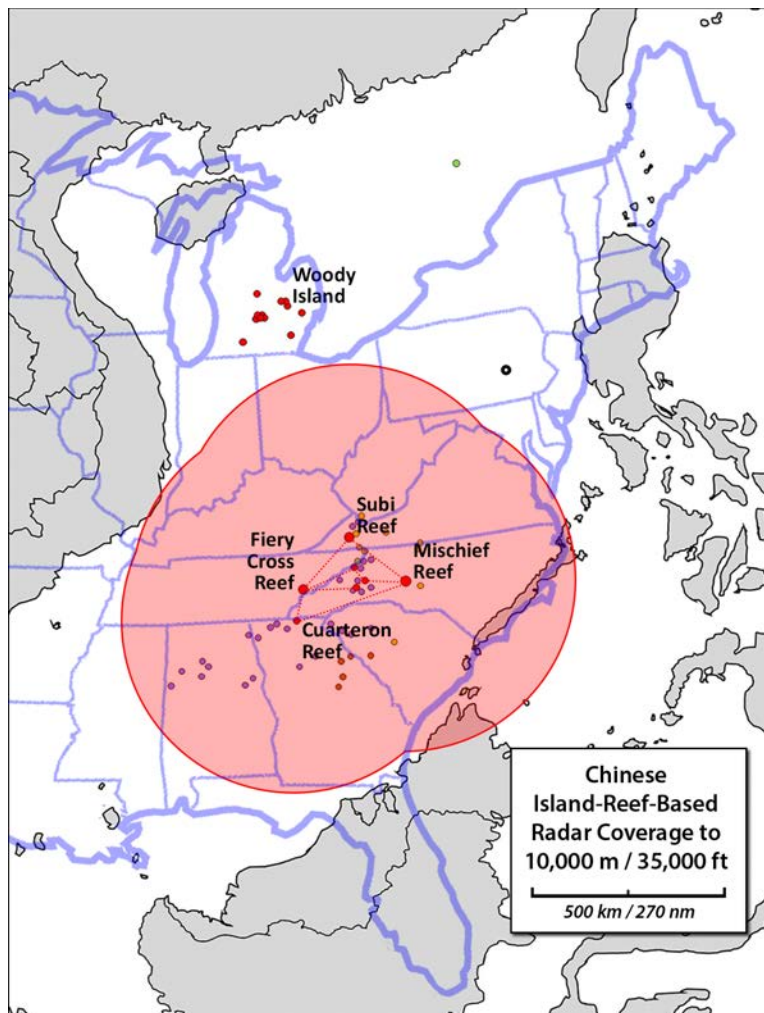 Woody
Island
Subi
Reef
Fiery
Cross
Reef
Mischief
Reef
Cuarteron
Reef
Chinese
Island-Reef-Based
Radar Coverage to
10,000 m / 35,000 ft
500 km / 270 nm